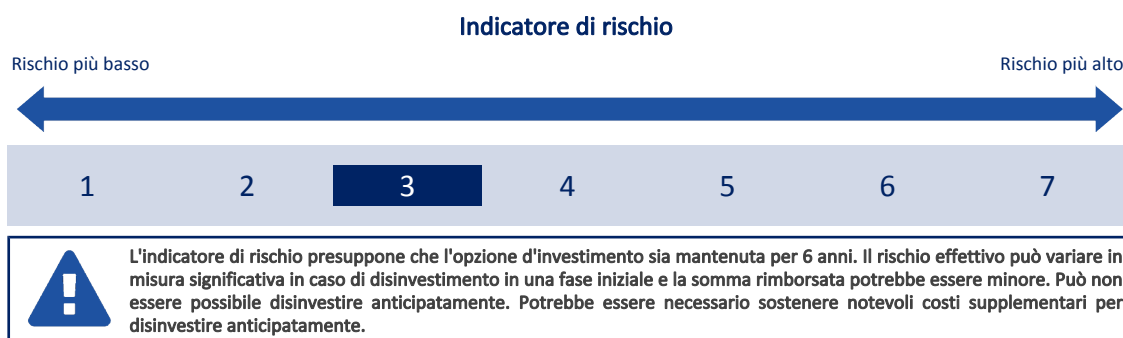 Indicatore di rischio
Rischio più basso
Rischio più alto
1 2 3 4 5 6 7
L'indicatore di rischio presuppone che l'opzione d'investimento sia mantenuta per 6 anni. Il rischio effettivo può variare in
misura significativa in caso di disinvestimento in una fase iniziale e la somma rimborsata potrebbe essere minore. Può non
essere possibile disinvestire anticipatamente. Potrebbe essere necessario sostenere notevoli costi supplementari per
disinvestire anticipatamente.